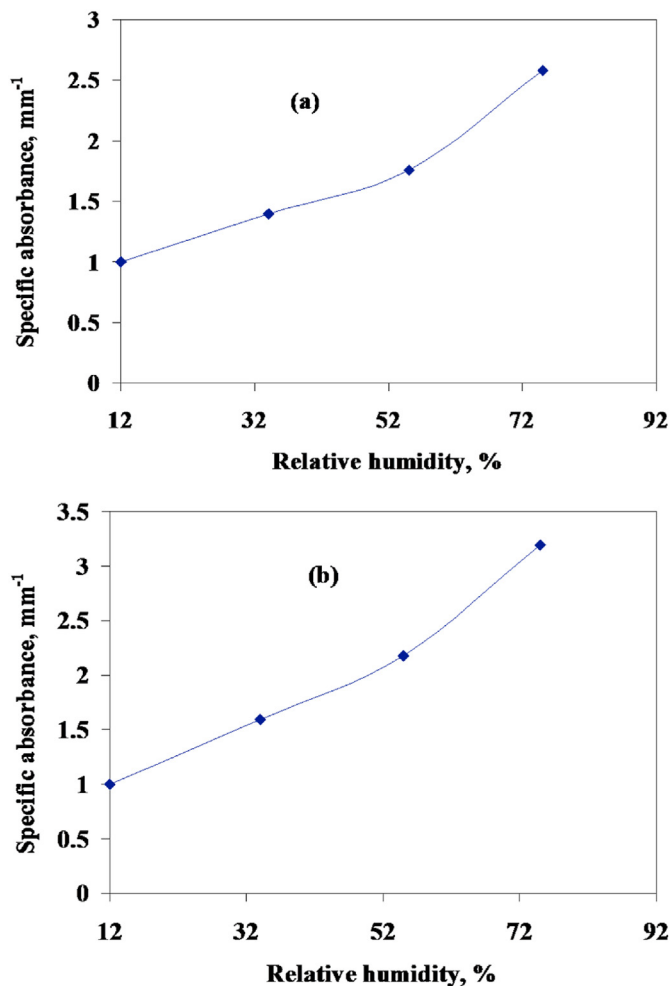 3
2.5
2
1.5
1
0.5
0
Specific absorbance, mm⁻¹
(a)
12 32 52 72 92
Relative humidity, %
3.5
3
2.5
2
1.5
1
0.5
0
Specific absorbance, mm⁻¹
(b)
12 32 52 72 92
Relative humidity, %